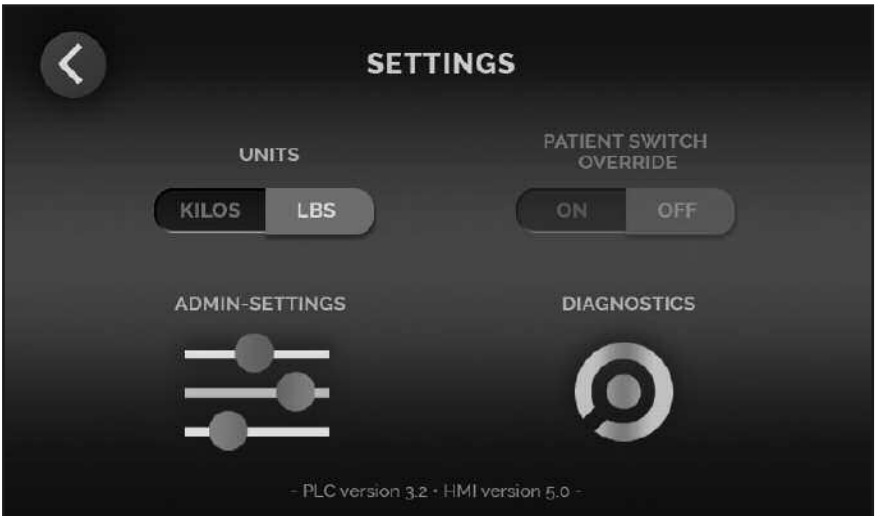 SETTINGS
UNITS
PATIENT SWITCH
OVERRIDE
KILOS LBS
ON OFF
ADMIN-SETTINGS
DIAGNOSTICS
- PLC version 3.2 • HMI version 5.0 -